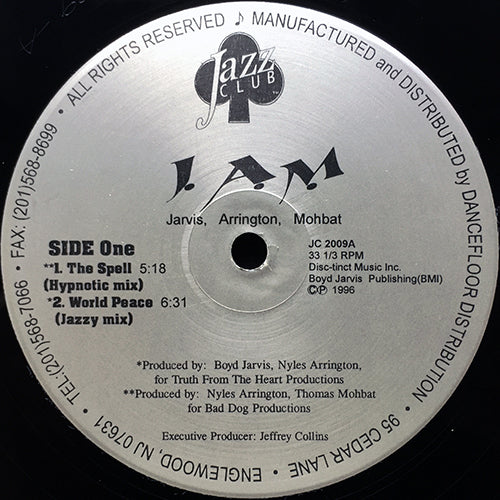 • ALL RIGHTS RESERVED ♪ MANUFACTURED and DISTRIBUTED by DANCEFLOOR DISTRIBUTION • 95 CEDAR LANE • ENGLEWOOD, NJ 07631 • TEL:(201)568-7066 • FAX: (201)568-8699
Jazz
CLUB™
J. A.M
Jarvis, Arrington, Mohbat
SIDE One
**1. The Spell 5:18
(Hypnotic mix)
*2. World Peace 6:31
(Jazzy mix)
JC 2009A
33 1/3 RPM
Disc-tinct Music Inc.
Boyd Jarvis Publishing(BMI)
©℗ 1996
*Produced by: Boyd Jarvis, Nyles Arrington,
for Truth From The Heart Productions
**Produced by: Nyles Arrington, Thomas Mohbat
for Bad Dog Productions
Executive Producer: Jeffrey Collins